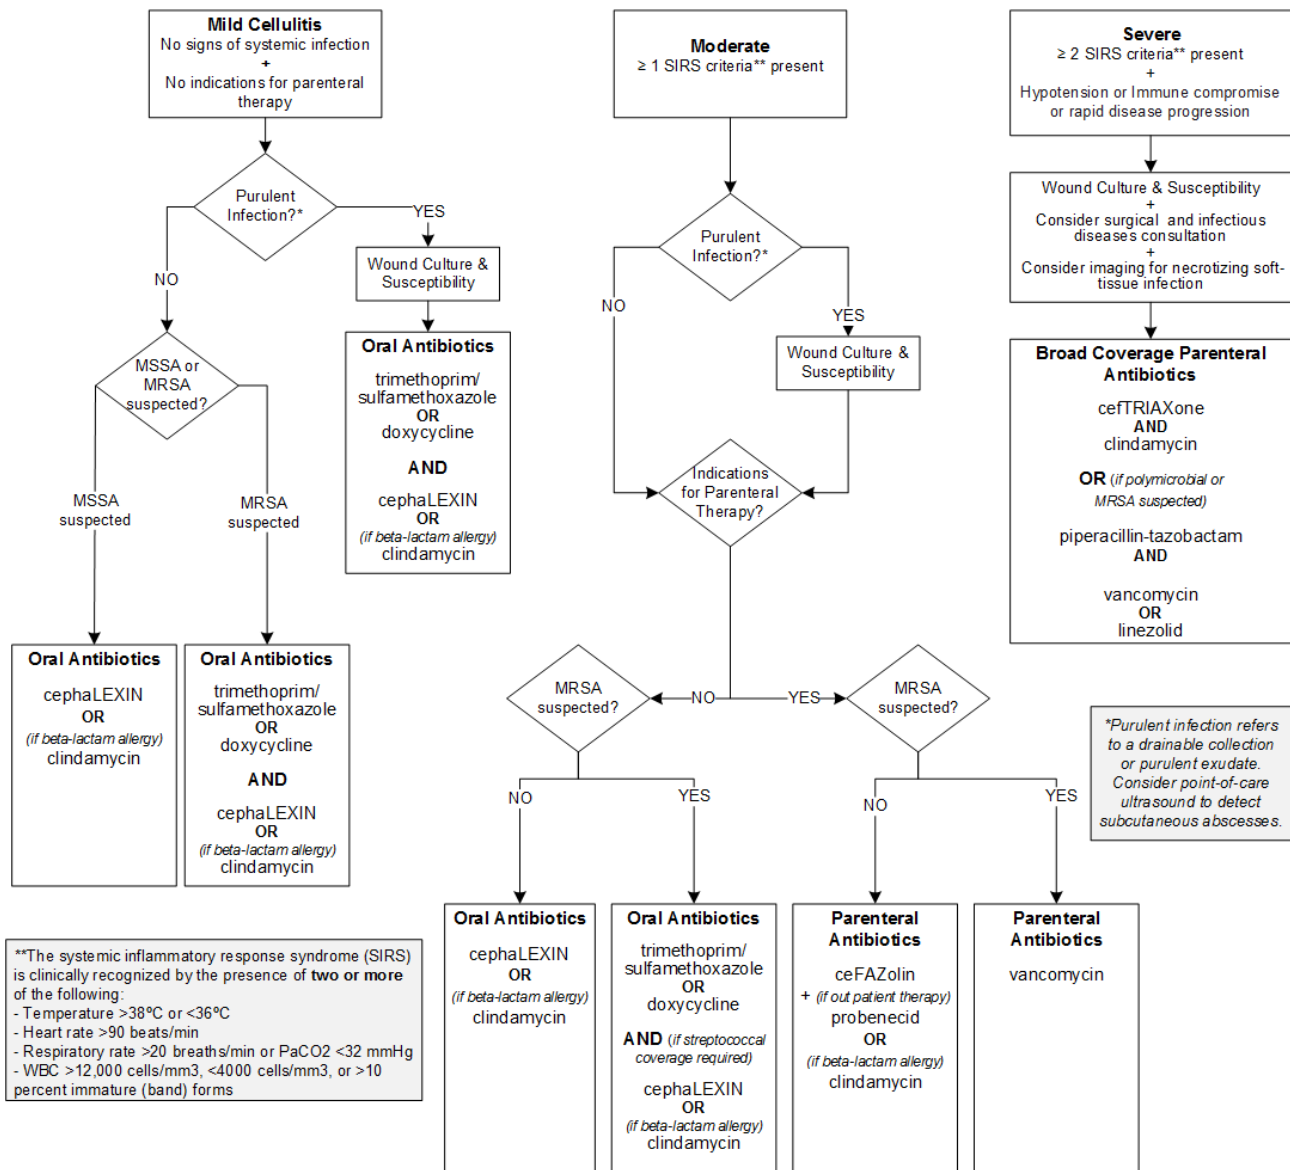 Mild Cellulitis
No signs of systemic infection
+
No indications for parenteral
therapy
Purulent
Infection?*
YES
Wound Culture &
Susceptibility
NO
Oral Antibiotics
trimethoprim/
sulfamethoxazole
OR
doxycycline
AND
cephaLEXIN
OR
(if beta-lactam allergy)
clindamycin
MSSA or
MRSA
suspected?
MSSA
suspected
MRSA
suspected
Oral Antibiotics
cephaLEXIN
OR
(if beta-lactam allergy)
clindamycin
Oral Antibiotics
trimethoprim/
sulfamethoxazole
OR
doxycycline
AND
cephaLEXIN
OR
(if beta-lactam allergy)
clindamycin
Moderate
≥ 1 SIRS criteria** present
Purulent
Infection?*
NO
YES
Wound Culture &
Susceptibility
Indications
for Parenteral
Therapy?
NO
YES
MRSA
suspected?
NO
YES
MRSA
suspected?
NO
YES
Oral Antibiotics
cephaLEXIN
OR
(if beta-lactam allergy)
clindamycin
Oral Antibiotics
trimethoprim/
sulfamethoxazole
OR
doxycycline
AND (if streptococcal
coverage required)
cephaLEXIN
OR
(if beta-lactam allergy)
clindamycin
Parenteral
Antibiotics
ceFAZolin
+ (if out patient therapy)
probenecid
OR
(if beta-lactam allergy)
clindamycin
Parenteral
Antibiotics
vancomycin
Severe
≥ 2 SIRS criteria** present
+
Hypotension or Immune compromise
or rapid disease progression
Wound Culture & Susceptibility
+
Consider surgical and infectious
diseases consultation
+
Consider imaging for necrotizing soft-
tissue infection
Broad Coverage Parenteral
Antibiotics
cefTRIAXone
AND
clindamycin
OR (if polymicrobial or
MRSA suspected)
piperacillin-tazobactam
AND
vancomycin
OR
linezolid
*Purulent infection refers
to a drainable collection
or purulent exudate.
Consider point-of-care
ultrasound to detect
subcutaneous abscesses.
**The systemic inflammatory response syndrome (SIRS)
is clinically recognized by the presence of two or more
of the following:
- Temperature >38ºC or <36ºC
- Heart rate >90 beats/min
- Respiratory rate >20 breaths/min or PaCO2 <32 mmHg
- WBC >12,000 cells/mm3, <4000 cells/mm3, or >10
percent immature (band) forms